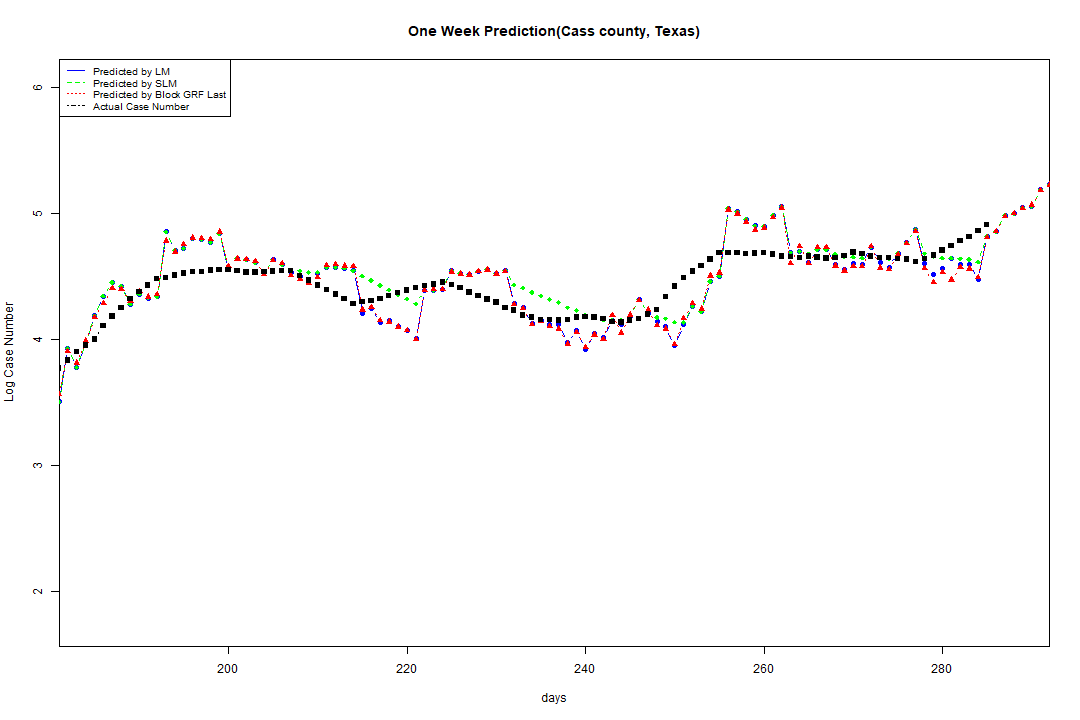 One Week Prediction(Cass county, Texas)
Predicted by LM
Predicted by SLM
Predicted by Block GRF Last
Actual Case Number
6
5
4
3
2
Log Case Number
200 220 240 260 280
days